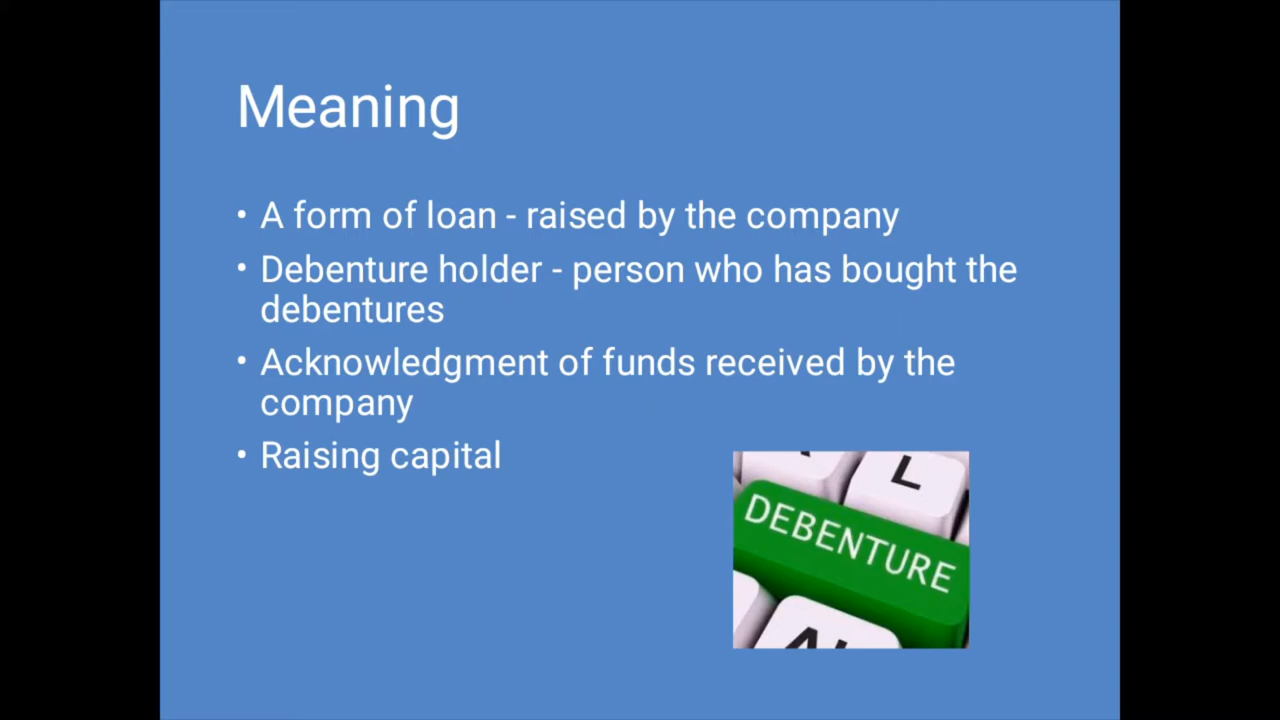 Meaning
• A form of loan - raised by the company
• Debenture holder - person who has bought the
debentures
• Acknowledgment of funds received by the
company
• Raising capital
L
DEBENTURE